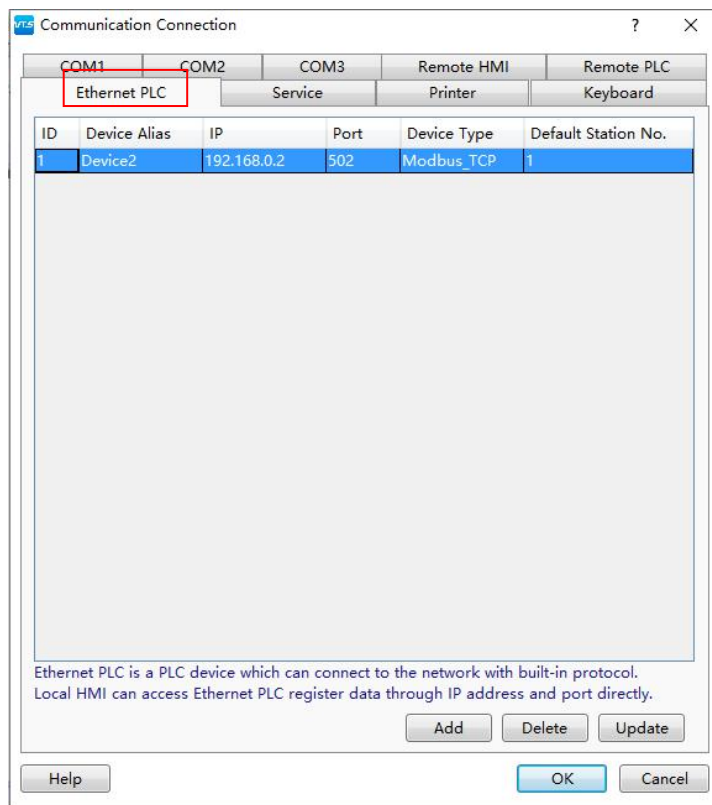 VTS Communication Connection ? ×
COM1 COM2 COM3 Remote HMI Remote PLC
Ethernet PLC Service Printer Keyboard
ID Device Alias IP Port Device Type Default Station No.
1 Device2 192.168.0.2 502 Modbus_TCP 1
Ethernet PLC is a PLC device which can connect to the network with built-in protocol.
Local HMI can access Ethernet PLC register data through IP address and port directly.
Add Delete Update
Help OK Cancel